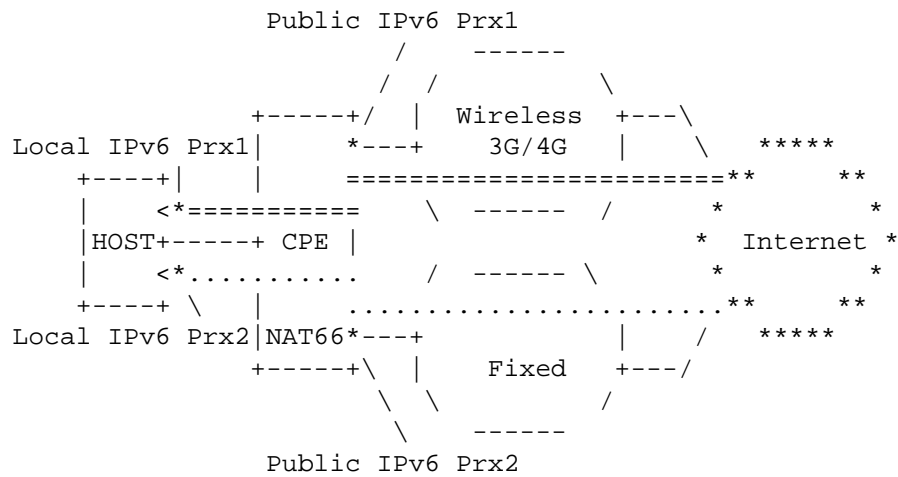 Public IPv6 Prx1
Wireless
Local IPv6 Prx1 3G/4G
HOST CPE Internet
Local IPv6 Prx2 NAT66
Fixed
Public IPv6 Prx2